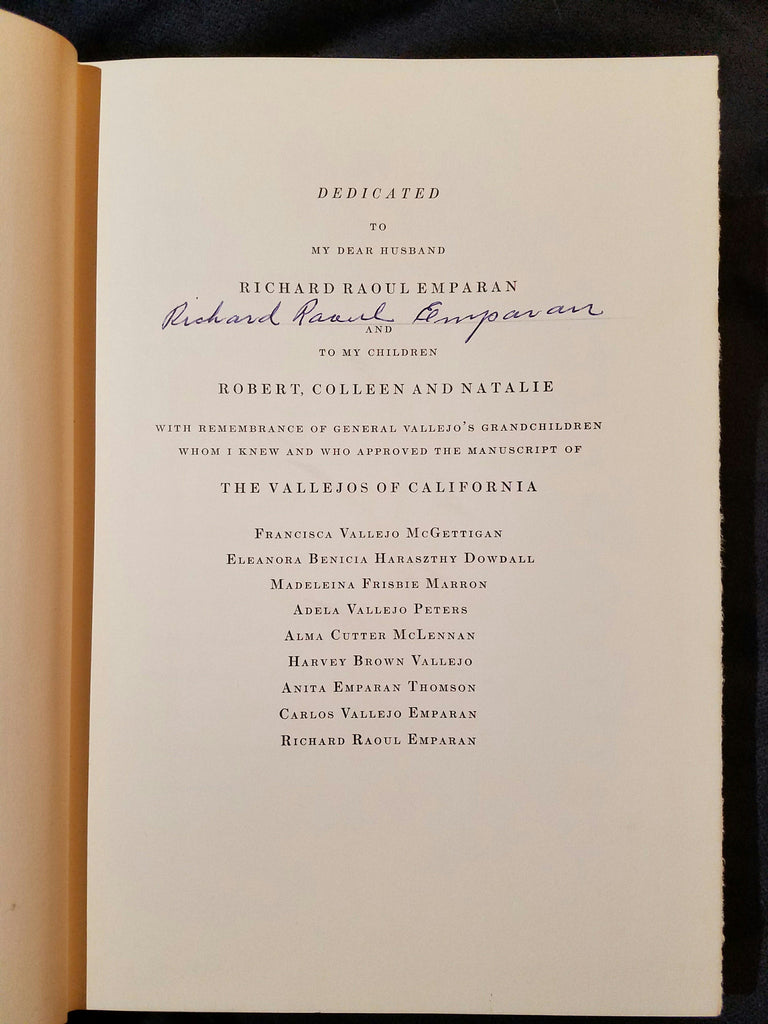 DEDICATED
TO
MY DEAR HUSBAND
RICHARD RAOUL EMPARAN
Richard Raoul Emparan
AND
TO MY CHILDREN
ROBERT, COLLEEN AND NATALIE
WITH REMEMBRANCE OF GENERAL VALLEJO'S GRANDCHILDREN
WHOM I KNEW AND WHO APPROVED THE MANUSCRIPT OF
THE VALLEJOS OF CALIFORNIA
FRANCISCA VALLEJO MCGETTIGAN
ELEANORA BENICIA HARASZTHY DOWDALL
MADELEINA FRISBIE MARRON
ADELA VALLEJO PETERS
ALMA CUTTER MCLENNAN
HARVEY BROWN VALLEJO
ANITA EMPARAN THOMSON
CARLOS VALLEJO EMPARAN
RICHARD RAOUL EMPARAN